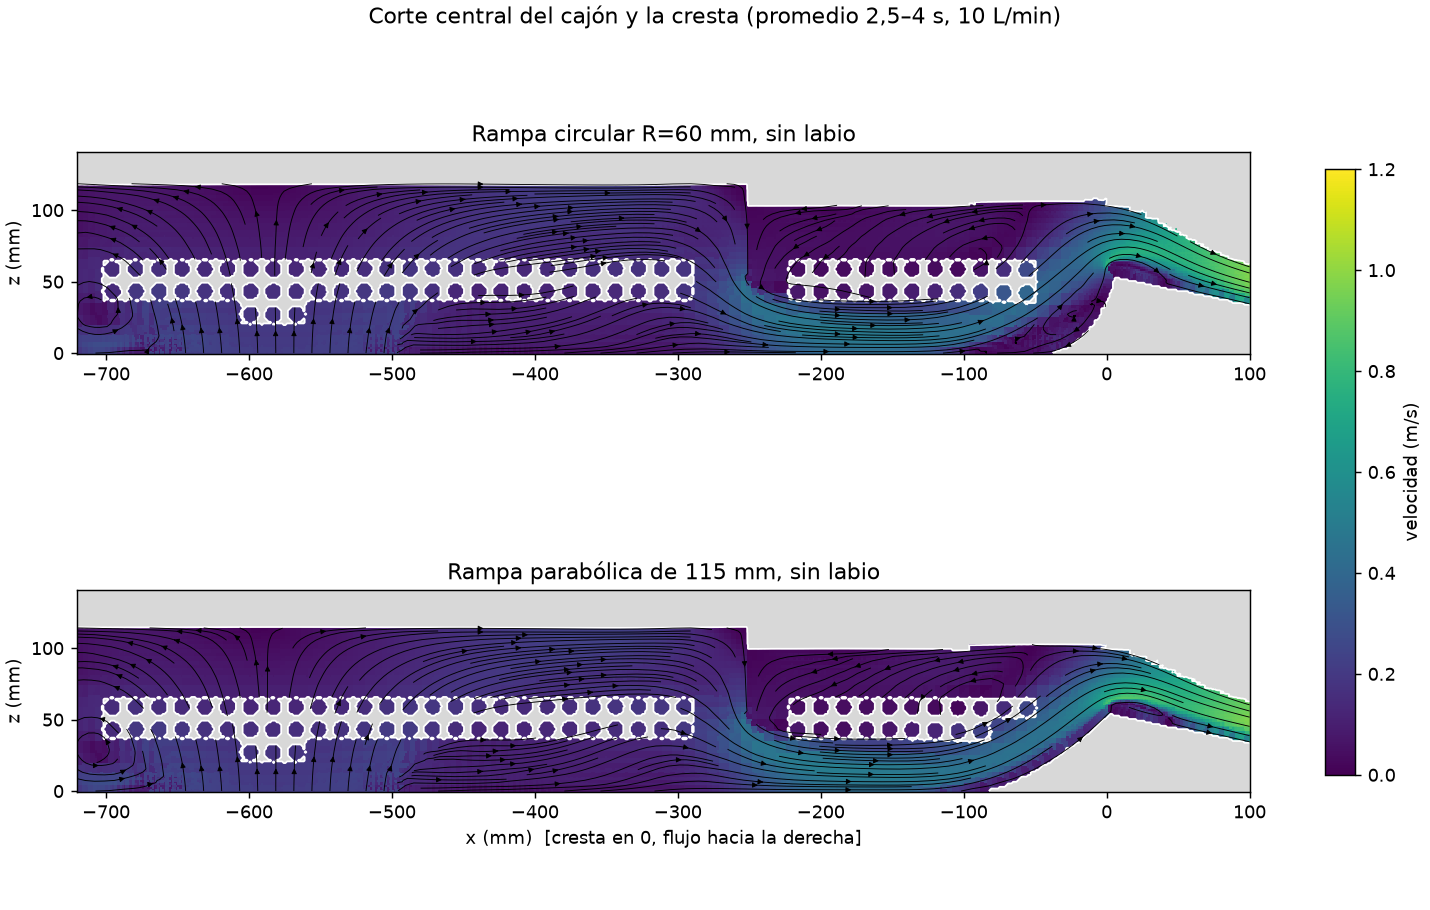 Corte central del cajón y la cresta (promedio 2,5–4 s, 10 L/min)
Rampa circular R=60 mm, sin labio
z (mm)
100
50
0
−700 −600 −500 −400 −300 −200 −100 0 100
Rampa parabólica de 115 mm, sin labio
z (mm)
100
50
0
−700 −600 −500 −400 −300 −200 −100 0 100
x (mm) [cresta en 0, flujo hacia la derecha]
1.2
1.0
0.8
0.6
0.4
0.2
0.0
velocidad (m/s)